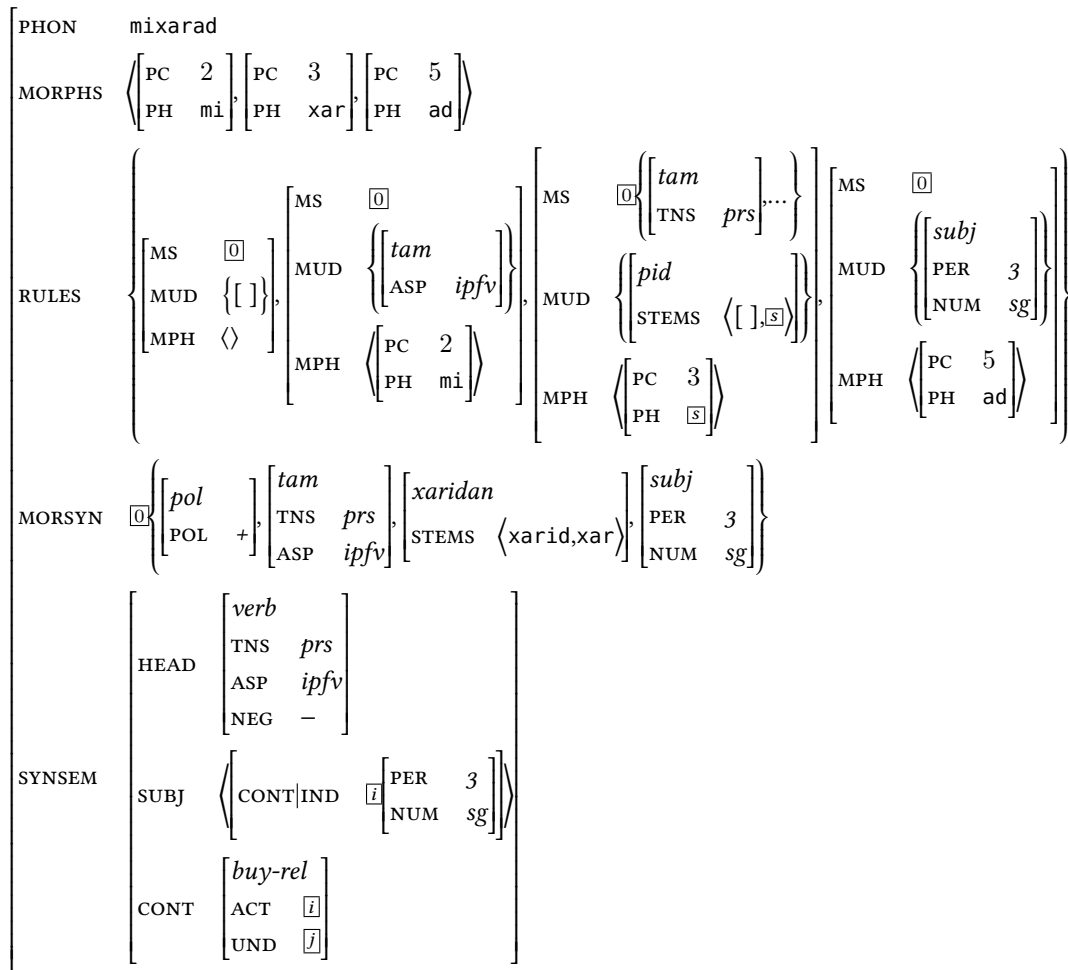 PHON mixarad
MORPHS ⟨[PC 2, PH mi], [PC 3, PH xar], [PC 5, PH ad]⟩
RULES { [MS [0], MUD {[ ]}, MPH ⟨⟩], [MS [0], MUD {[tam, ASP ipfv]}, MPH ⟨[PC 2, PH mi]⟩], [MS [0]{[tam, TNS prs],…}, MUD {[pid, STEMS ⟨[ ],[s]⟩]}, MPH ⟨[PC 3, PH [s]]⟩], [MS [0], MUD {[subj, PER 3, NUM sg]}, MPH ⟨[PC 5, PH ad]⟩] }
MORSYN [0]{ [pol, POL +], [tam, TNS prs, ASP ipfv], [xaridan, STEMS ⟨xarid,xar⟩], [subj, PER 3, NUM sg] }
SYNSEM
HEAD [verb
TNS prs
ASP ipfv
NEG −]
SUBJ ⟨[CONT|IND [i][PER 3, NUM sg]]⟩
CONT [buy-rel
ACT [i]
UND [j]]